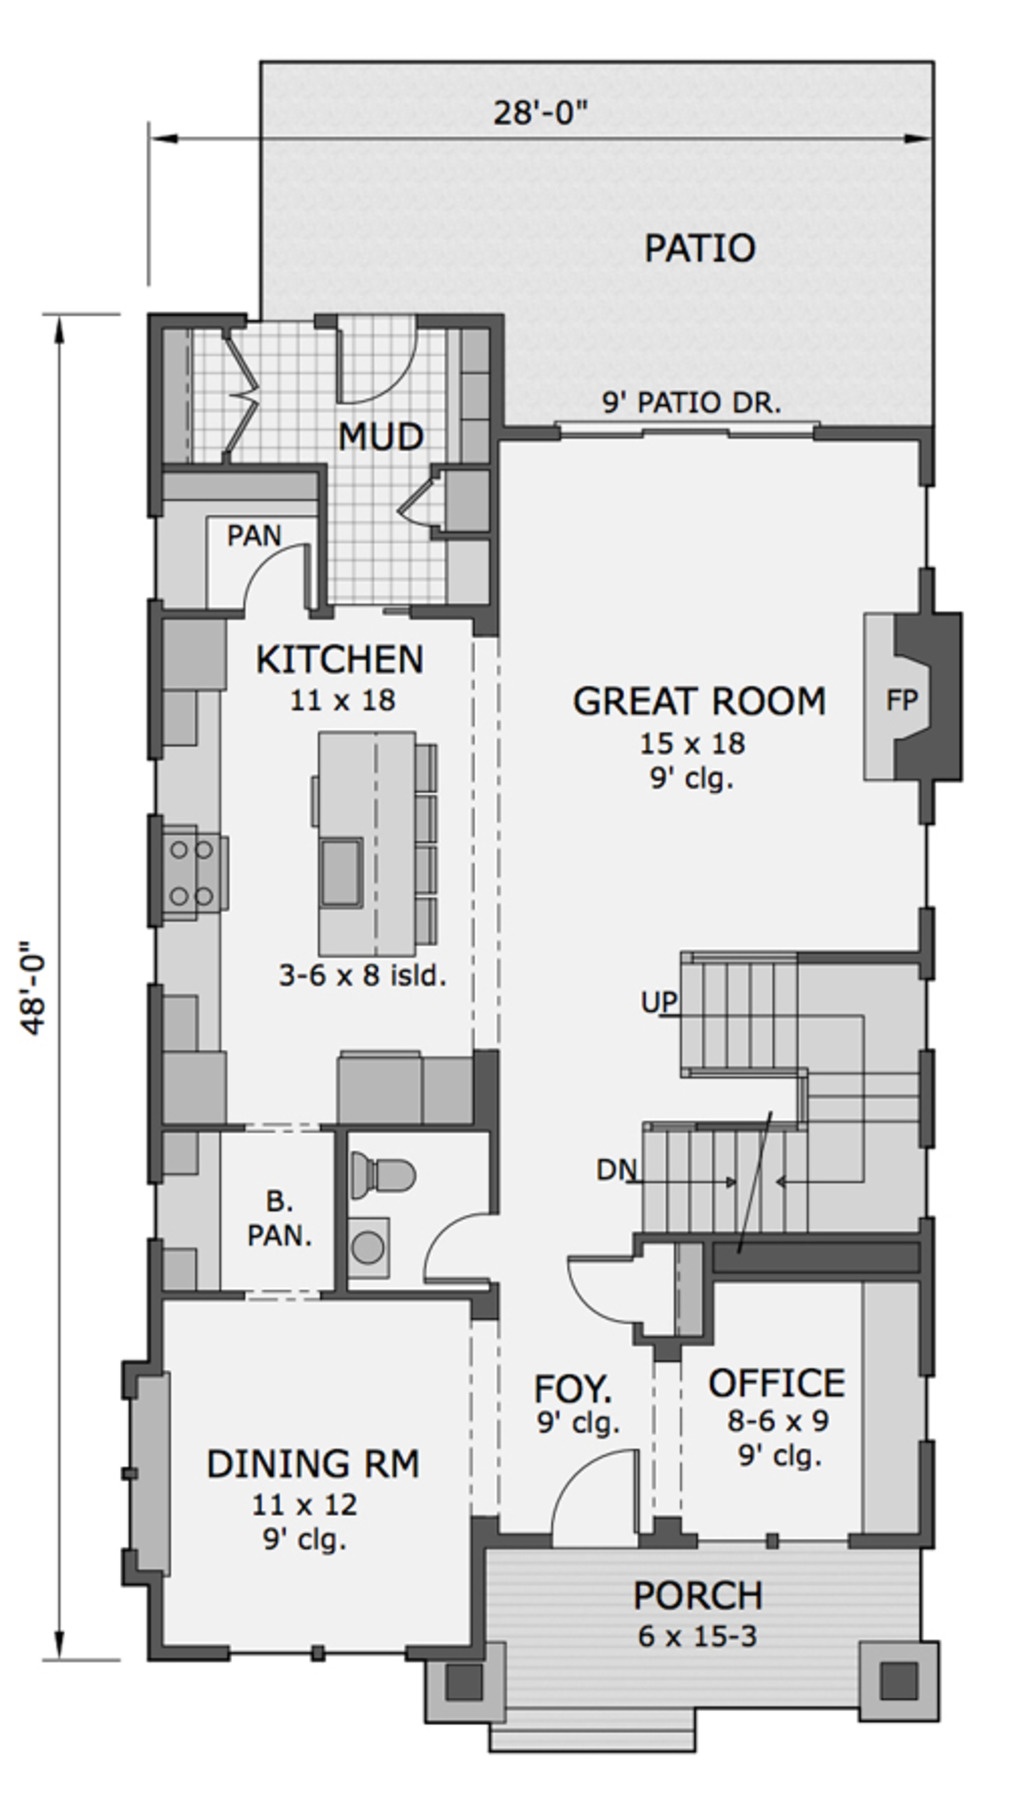 28'-0"
PATIO
9' PATIO DR.
MUD
PAN
KITCHEN
11 x 18
GREAT ROOM
15 x 18
9' clg.
FP
3-6 x 8 isld.
48'-0"
UP
DN
B.
PAN.
FOY.
9' clg.
OFFICE
8-6 x 9
9' clg.
DINING RM
11 x 12
9' clg.
PORCH
6 x 15-3